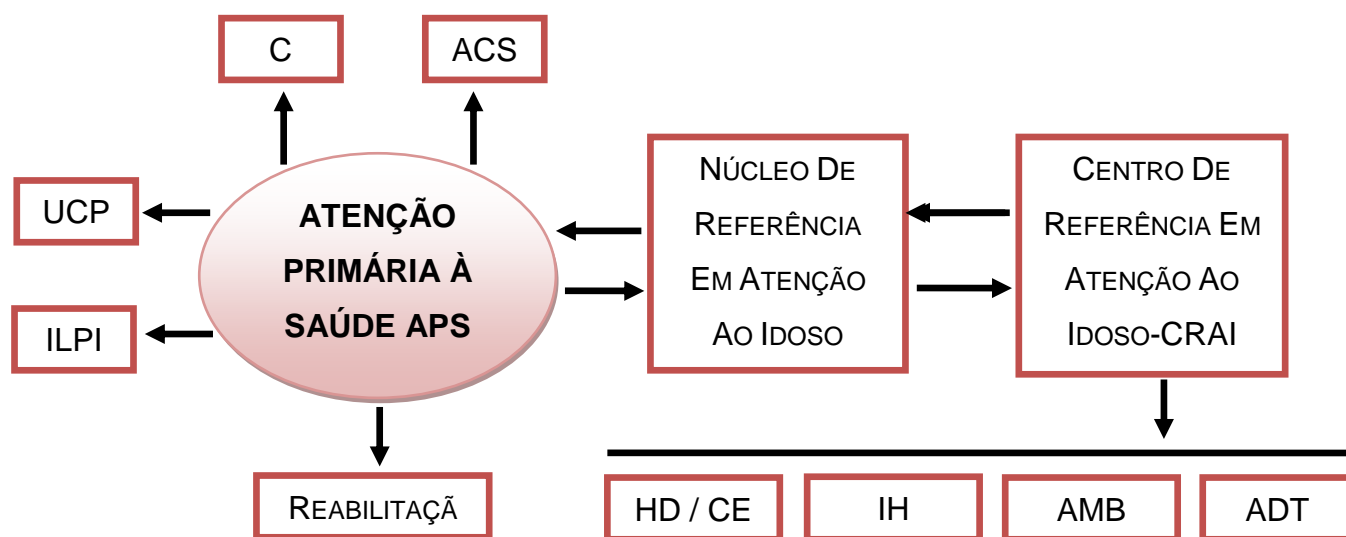 C
ACS
UCP
ILPI
ATENÇÃO
PRIMÁRIA À
SAÚDE APS
NÚCLEO DE
REFERÊNCIA
EM ATENÇÃO
AO IDOSO
CENTRO DE
REFERÊNCIA EM
ATENÇÃO AO
IDOSO-CRAI
REABILITAÇÃ
HD / CE
IH
AMB
ADT